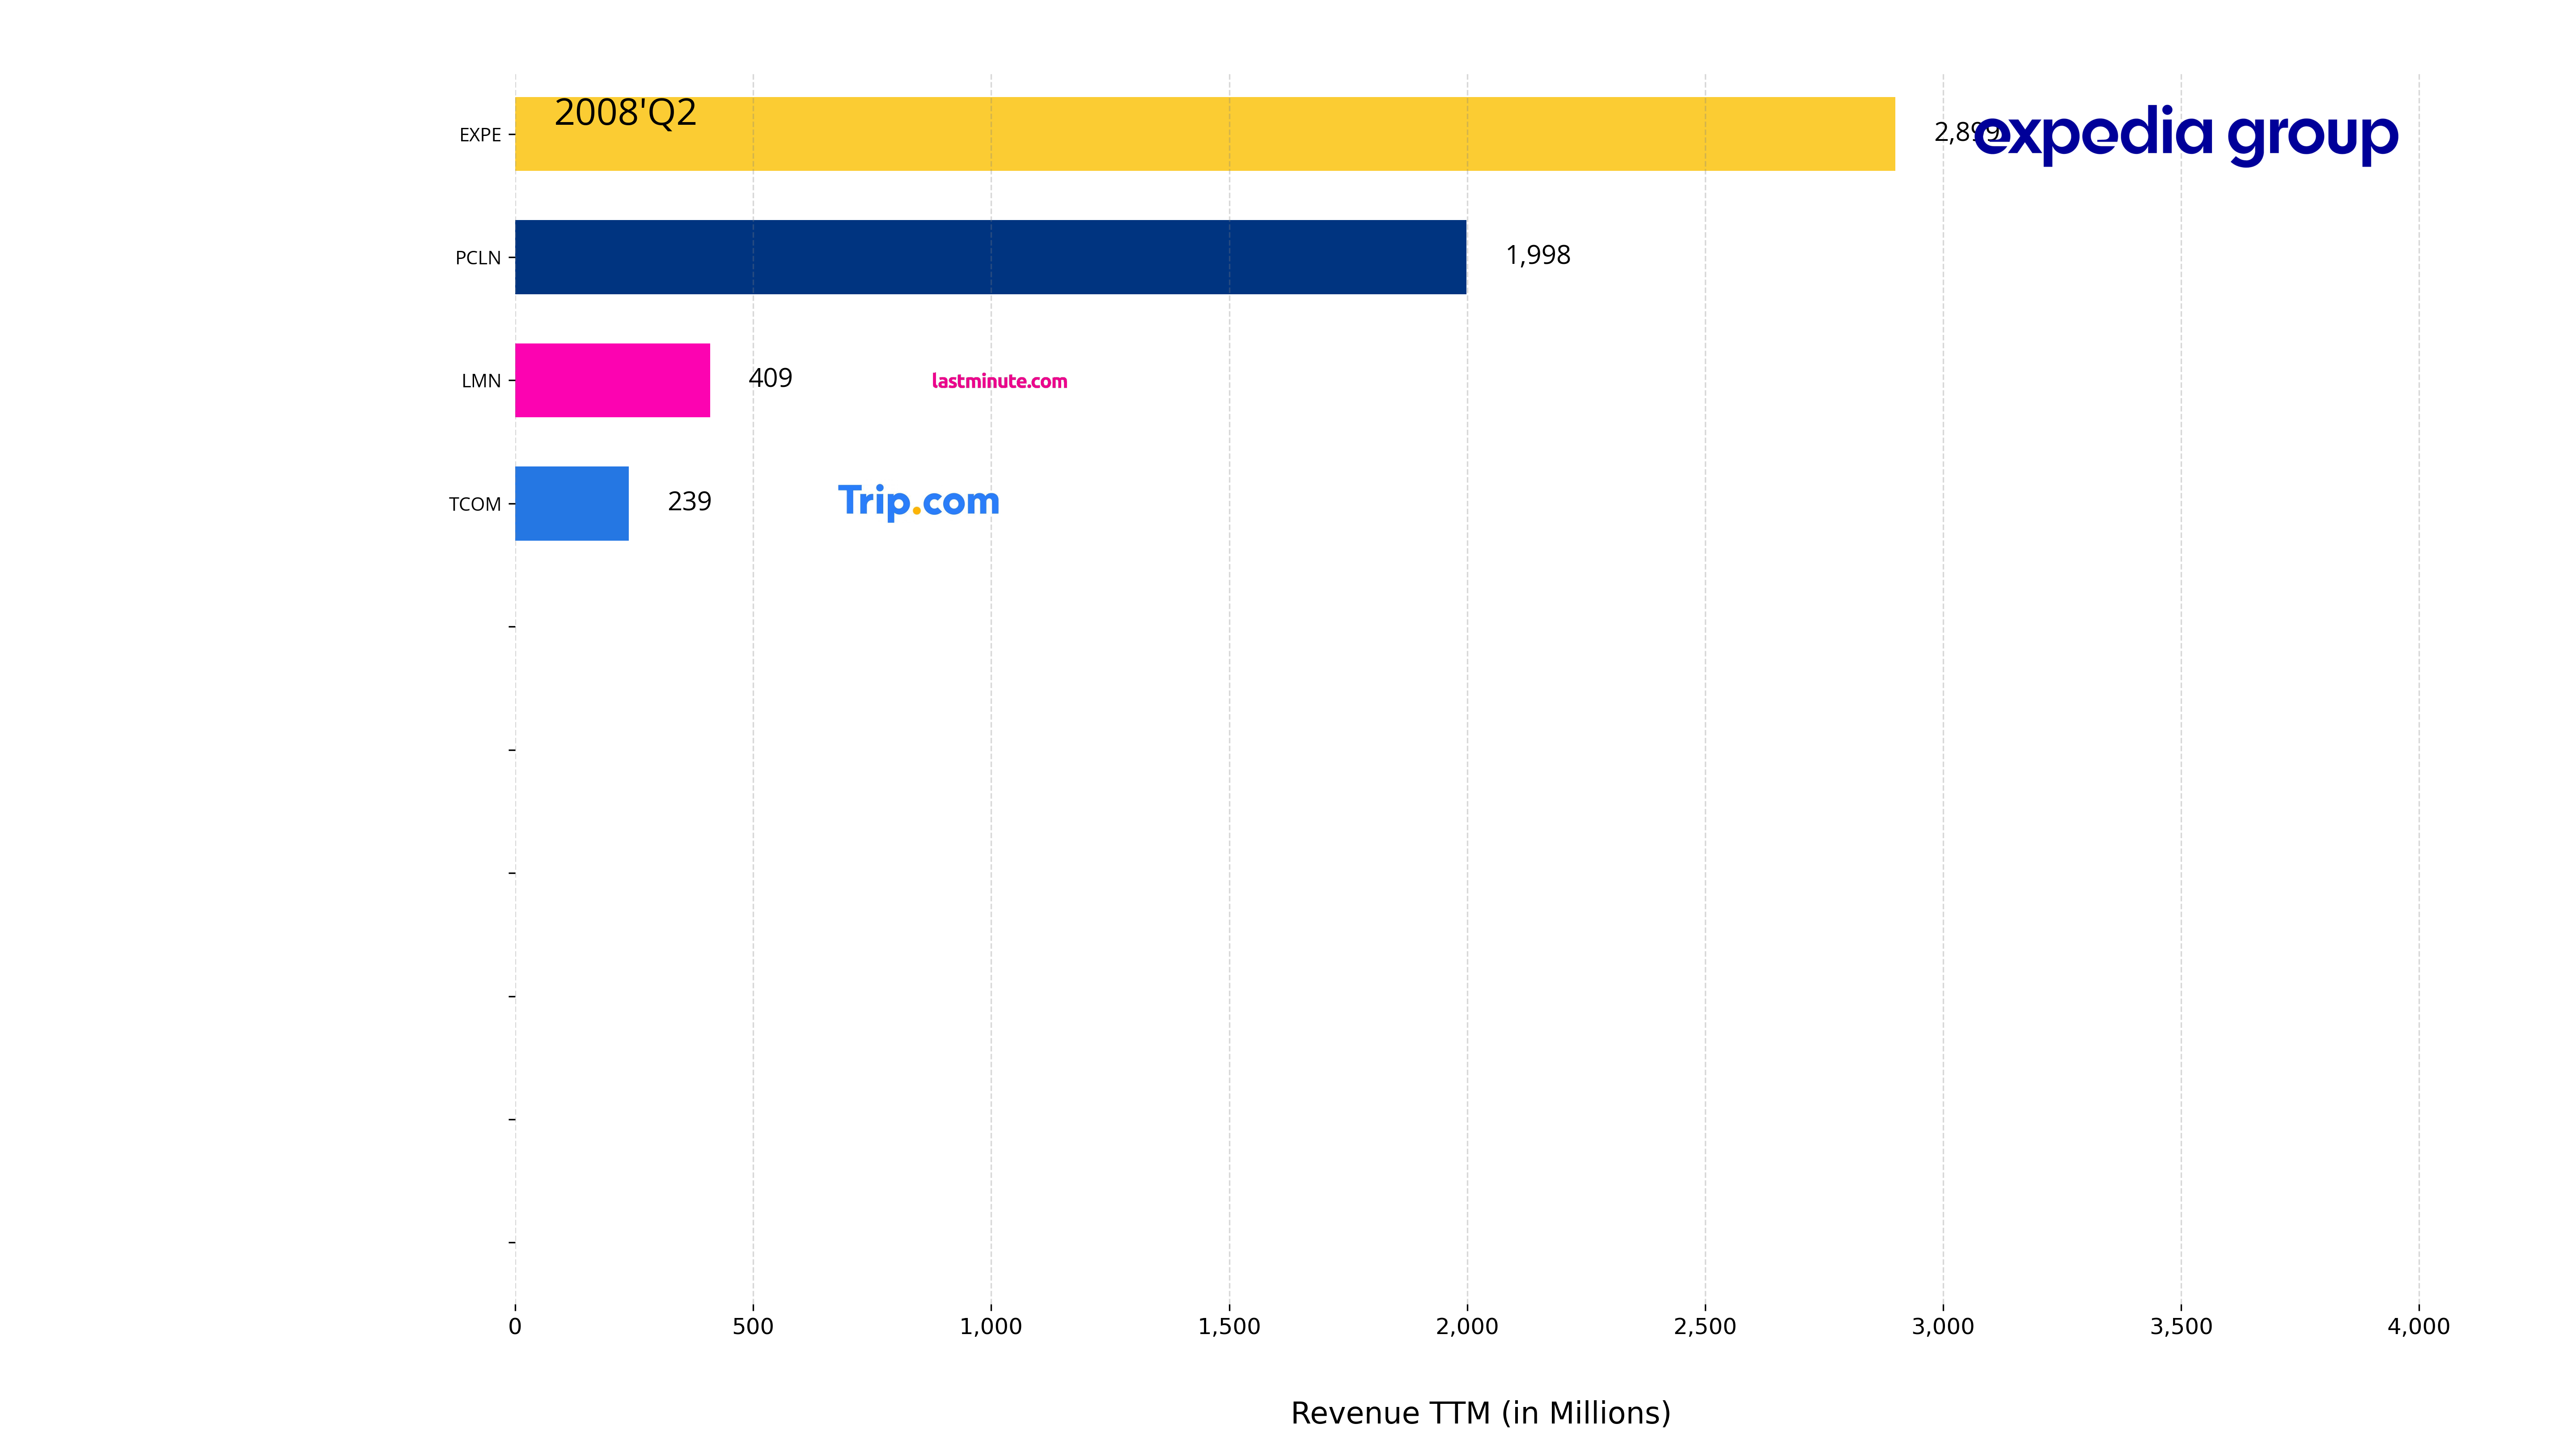 2008'Q2
EXPE 2,899 expedia group
PCLN 1,998
LMN 409 lastminute.com
TCOM 239 Trip.com
0 500 1,000 1,500 2,000 2,500 3,000 3,500 4,000
Revenue TTM (in Millions)